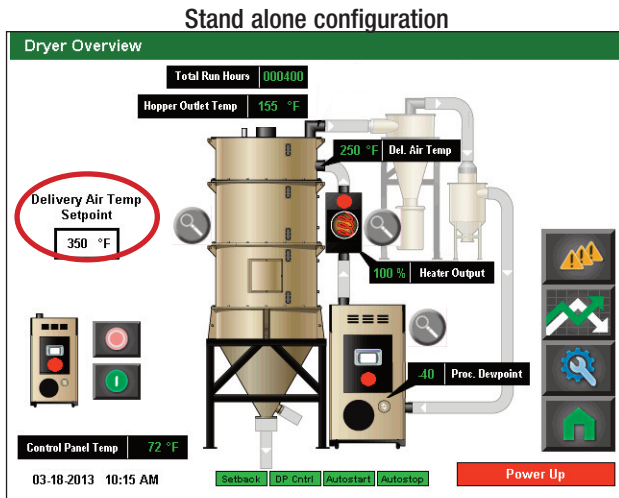 Stand alone configuration
Dryer Overview
Total Run Hours 000400
Hopper Outlet Temp 155 °F
250 °F Del. Air Temp
Delivery Air Temp
Setpoint
350 °F
100 % Heater Output
-40 Proc. Dewpoint
Control Panel Temp 72 °F
03-18-2013 10:15 AM
Setback DP Cntrl Autostart Autostop
Power Up